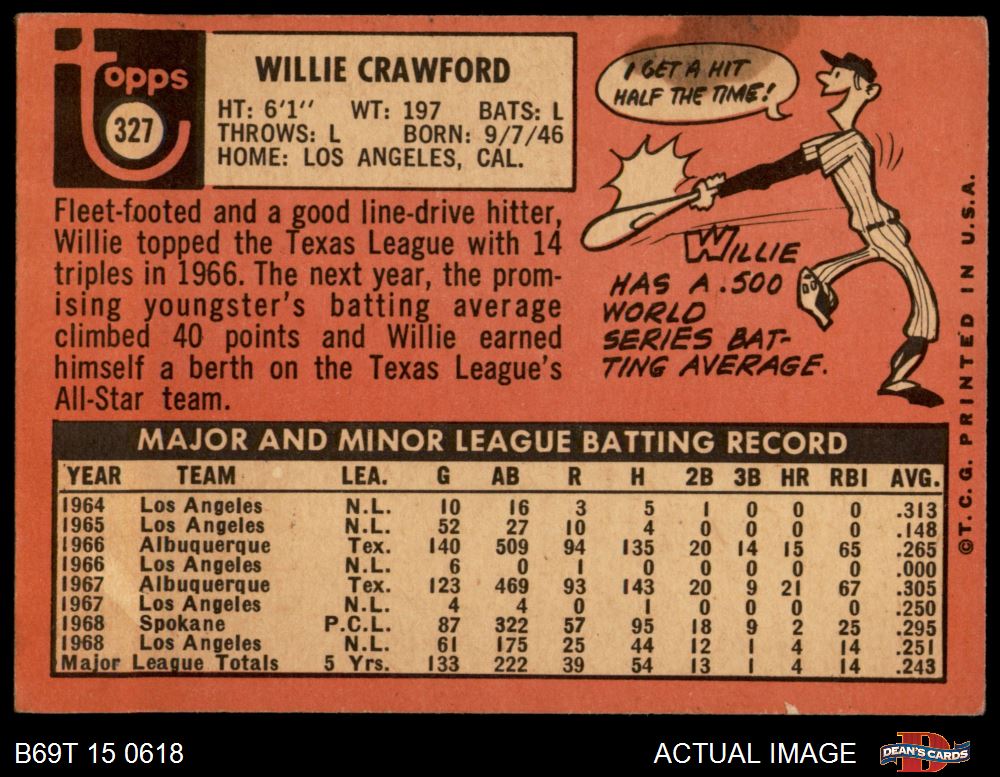 Topps
327
WILLIE CRAWFORD
HT: 6'1" WT: 197 BATS: L
THROWS: L BORN: 9/7/46
HOME: LOS ANGELES, CAL.
Fleet-footed and a good line-drive hitter,
Willie topped the Texas League with 14
triples in 1966. The next year, the prom-
ising youngster's batting average
climbed 40 points and Willie earned
himself a berth on the Texas League's
All-Star team.
I GET A HIT
HALF THE TIME!
WILLIE
HAS A .500
WORLD
SERIES BAT-
TING AVERAGE.
©T. C. G. PRINTED IN U.S.A.
MAJOR AND MINOR LEAGUE BATTING RECORD
YEAR TEAM LEA. G AB R H 2B 3B HR RBI AVG.
1964 Los Angeles N.L. 10 16 3 5 1 0 0 0 .313
1965 Los Angeles N.L. 52 27 10 4 0 0 0 0 .148
1966 Albuquerque Tex. 140 509 94 135 20 14 15 65 .265
1966 Los Angeles N.L. 6 0 1 0 0 0 0 0 .000
1967 Albuquerque Tex. 123 469 93 143 20 9 21 67 .305
1967 Los Angeles N.L. 4 4 0 1 0 0 0 0 .250
1968 Spokane P.C.L. 87 322 57 95 18 9 2 25 .295
1968 Los Angeles N.L. 61 175 25 44 12 1 4 14 .251
Major League Totals 5 Yrs. 133 222 39 54 13 1 4 14 .243
B69T 15 0618
ACTUAL IMAGE
DEAN'S CARDS